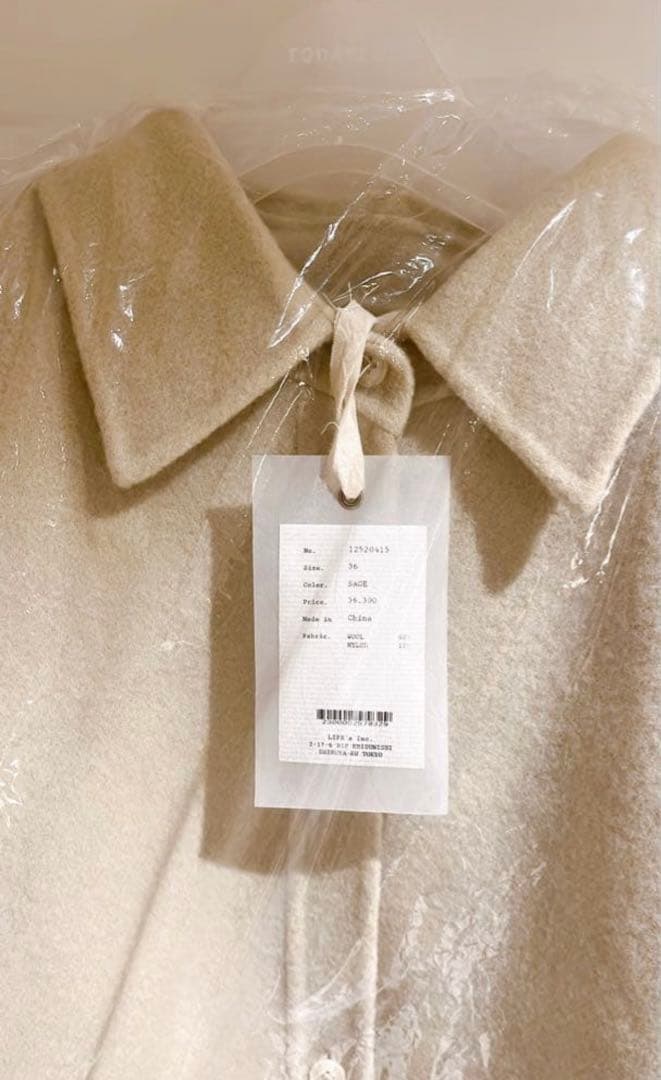 No. 12520415
Size. 36
Color. SAGE
Price. 56.300
Made in China
Fabric. WOOL
NYLON
LIFE's Inc.
SHIBUYA-KU TOKYO